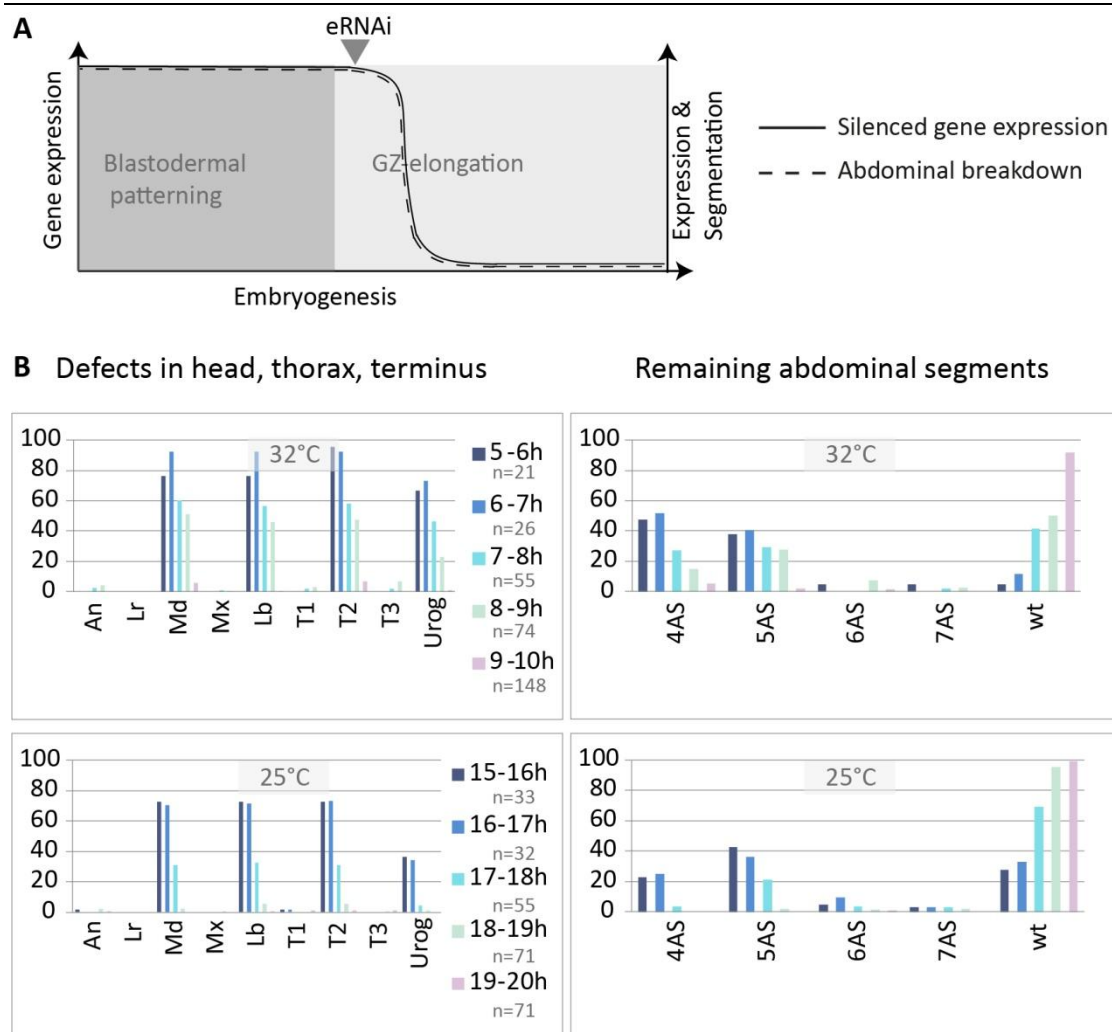 A
eRNAi
Gene expression
Blastodermal
patterning
GZ-elongation
Expression &
Segmentation
Embryogenesis
Silenced gene expression
Abdominal breakdown
B Defects in head, thorax, terminus
Remaining abdominal segments
32°C
100
80
60
40
20
0
An Lr Md Mx Lb T1 T2 T3 Urog
5-6h
n=21
6-7h
n=26
7-8h
n=55
8-9h
n=74
9-10h
n=148
32°C
100
80
60
40
20
0
4AS 5AS 6AS 7AS wt
25°C
100
80
60
40
20
0
An Lr Md Mx Lb T1 T2 T3 Urog
15-16h
n=33
16-17h
n=32
17-18h
n=55
18-19h
n=71
19-20h
n=71
25°C
100
80
60
40
20
0
4AS 5AS 6AS 7AS wt